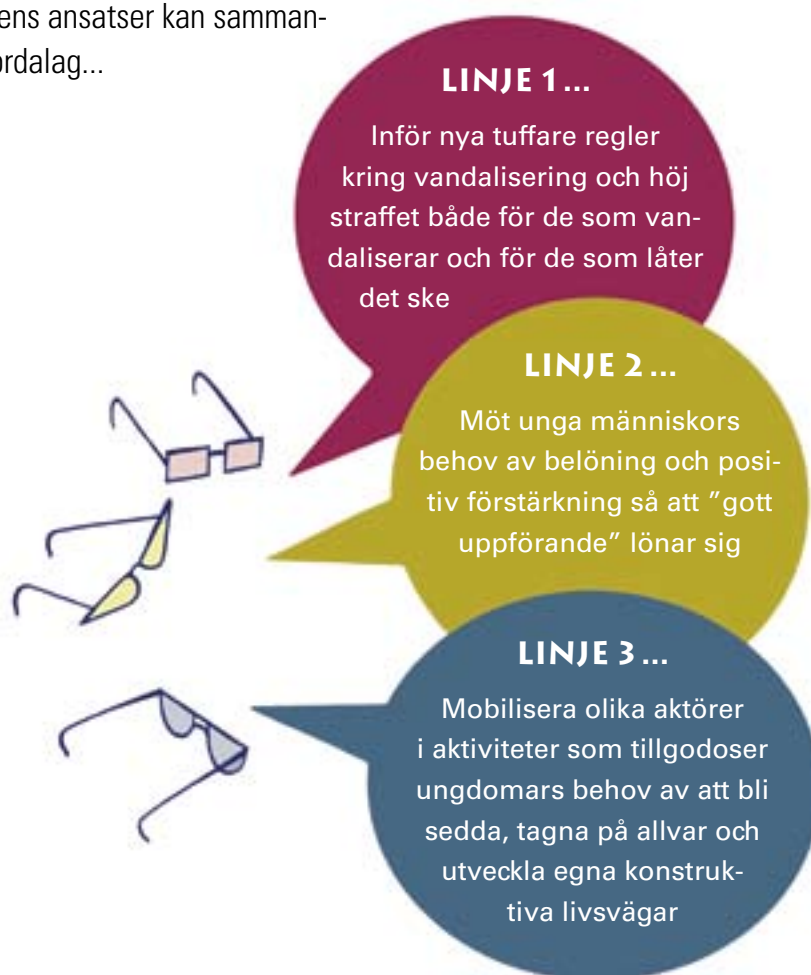 ens ansatser kan samman-
ordalag...
LINJE 1...
Inför nya tuffare regler
kring vandalisering och höj
straffet både för de som van-
daliserar och för de som låter
det ske
LINJE 2...
Möt unga människors
behov av belöning och posi-
tiv förstärkning så att ”gott
uppförande” lönar sig
LINJE 3...
Mobilisera olika aktörer
i aktiviteter som tillgodoser
ungdomars behov av att bli
sedda, tagna på allvar och
utveckla egna konstruk-
tiva livsvägar